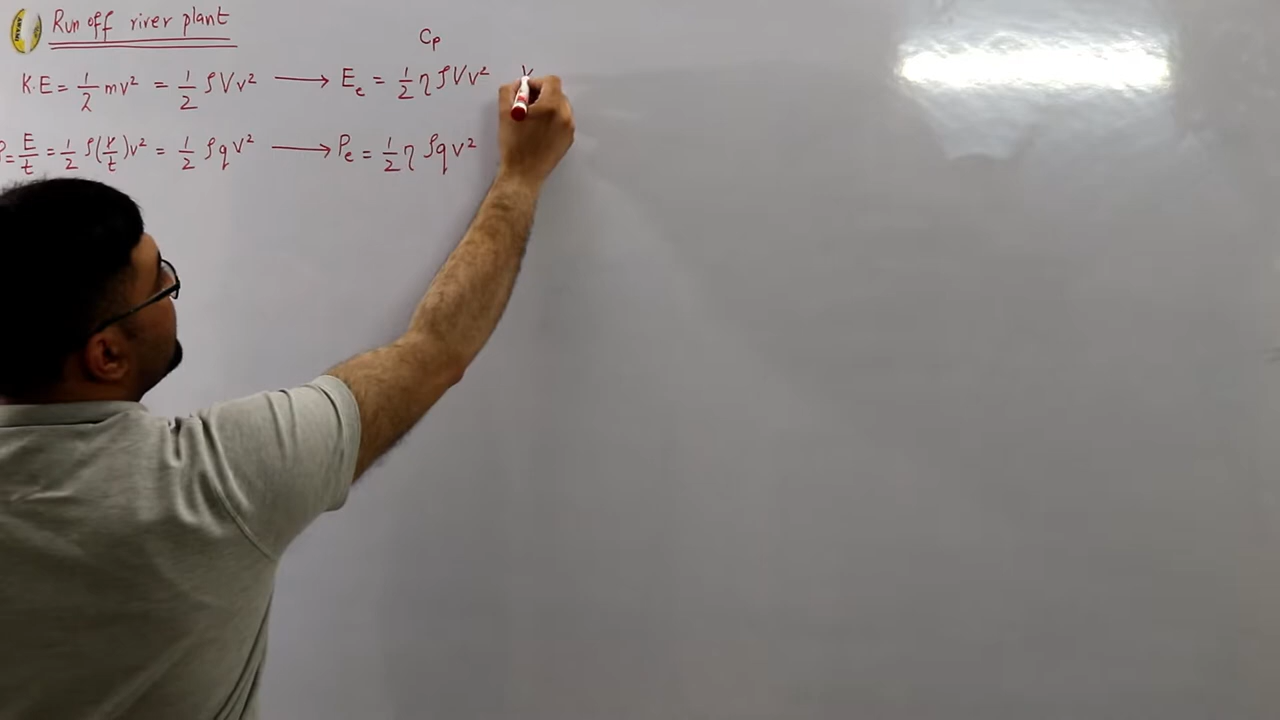 Run off river plant
Cp
K.E = 1/2 mv² = 1/2 ρVv² → Ee = 1/2 η ρVv²
P = E/t = 1/2 ρ(V/t)v² = 1/2 ρqv² → Pe = 1/2 η ρqv²